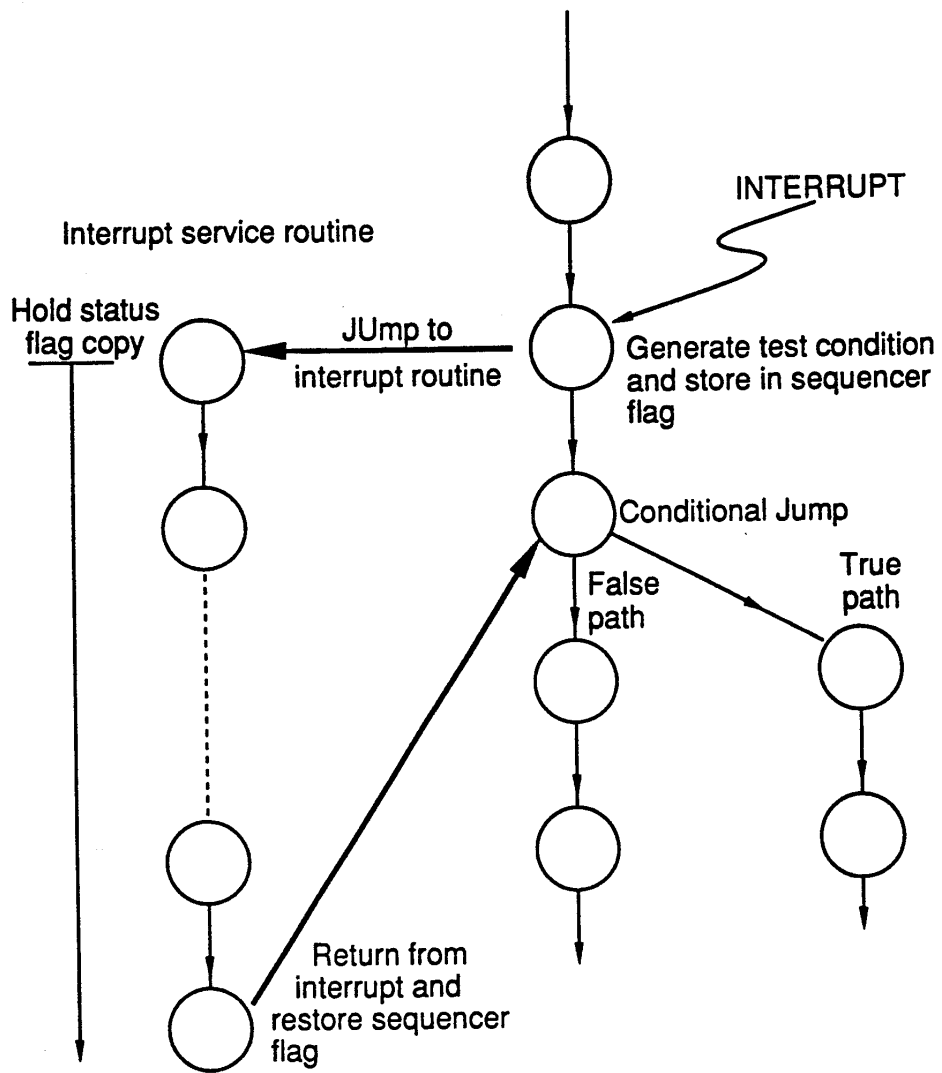 INTERRUPT
Interrupt service routine
Hold status
flag copy
JUmp to
interrupt routine
Generate test condition
and store in sequencer
flag
Conditional Jump
False
path
True
path
Return from
interrupt and
restore sequencer
flag